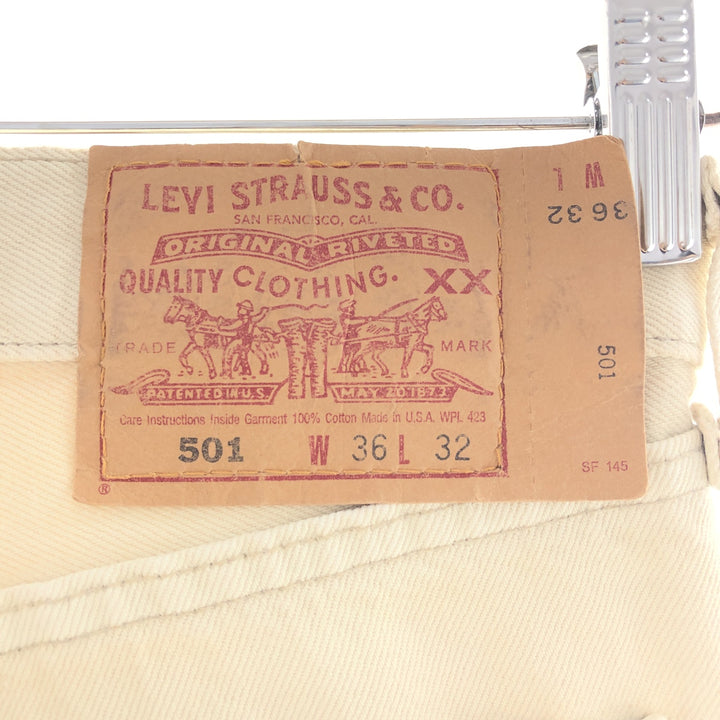 LEVI STRAUSS & CO.
SAN FRANCISCO, CAL.
ORIGINAL RIVETED
QUALITY CLOTHING. XX
TRADE MARK
PATENTED IN U.S. MAY 20 1873
Care Instructions Inside Garment 100% Cotton Made in U.S.A. WPL 423
501 W 36 L 32
®
W L
36 32
501
SF 145